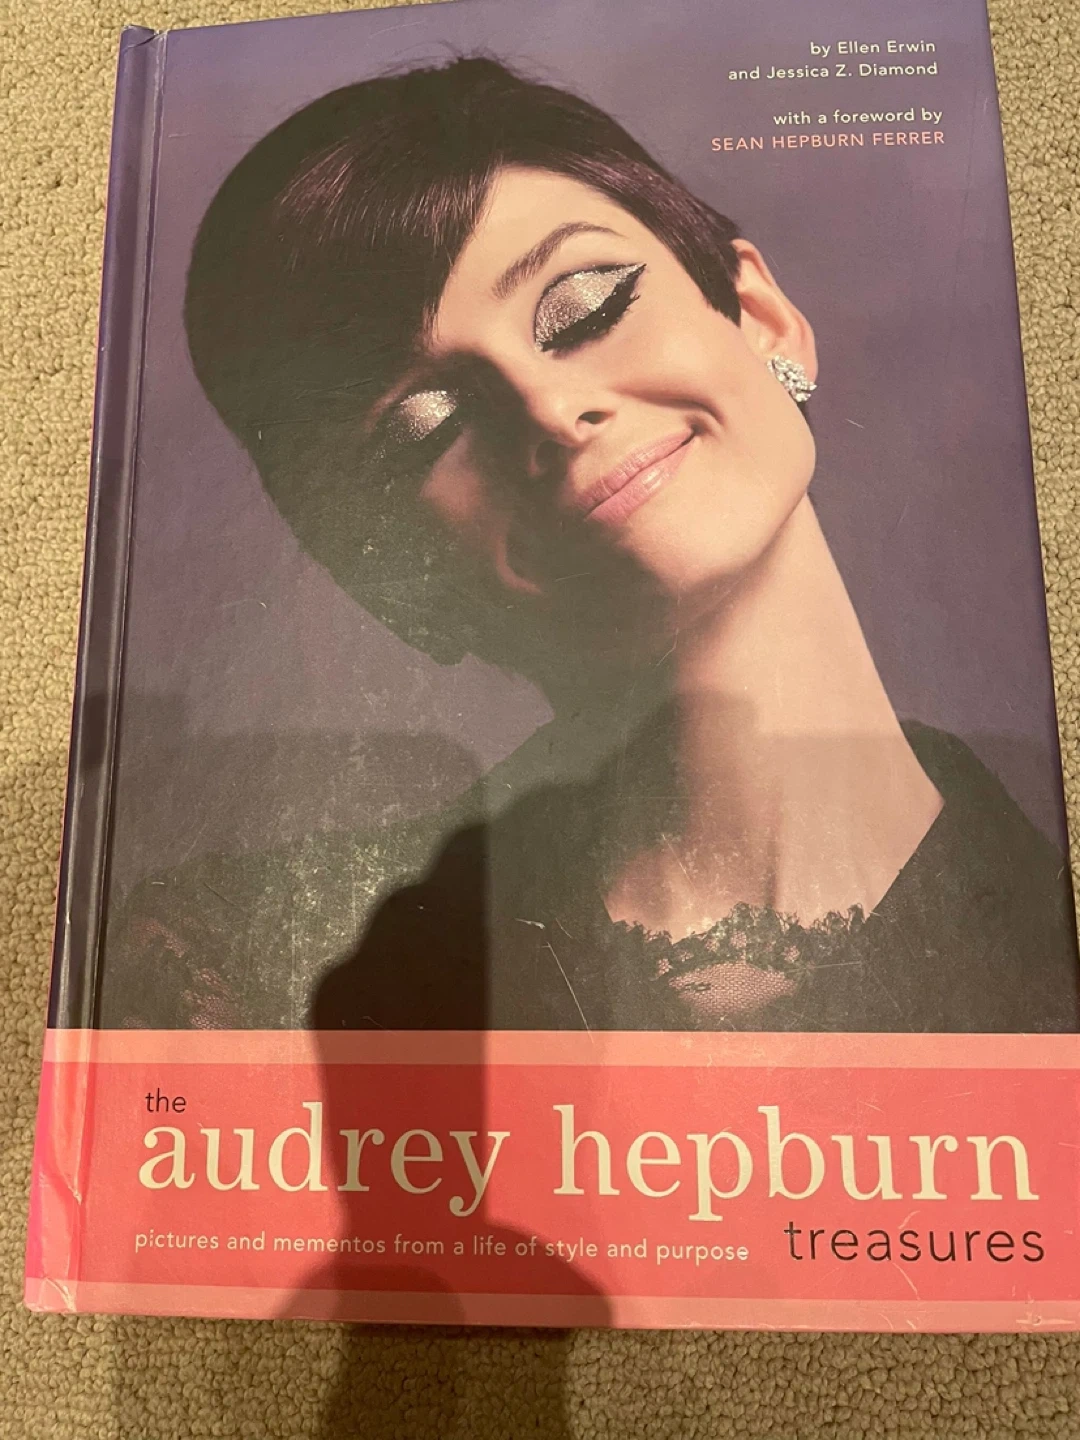 by Ellen Erwin
and Jessica Z. Diamond
with a foreword by
SEAN HEPBURN FERRER
the
audrey hepburn
pictures and mementos from a life of style and purpose
treasures